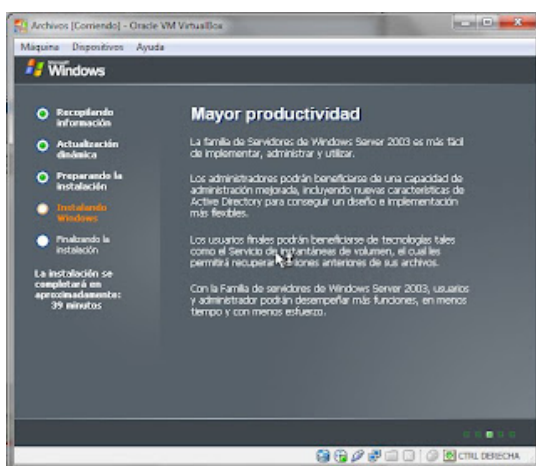 Archivos [Corriendo] - Oracle VM VirtualBox
Máquina Dispositivos Ayuda
Microsoft
Windows
Recopilando
información
Actualización
dinámica
Preparando la
instalación
Instalando
Windows
Finalizando la
instalación
La instalación se
completará en
aproximadamente:
39 minutos
Mayor productividad
La familia de Servidores de Windows Server 2003 es más fácil
de implementar, administrar y utilizar.
Los administradores podrán beneficiarse de una capacidad de
administración mejorada, incluyendo nuevas características de
Active Directory para conseguir un diseño e implementación
más flexibles.
Los usuarios finales podrán beneficiarse de tecnologías tales
como el Servicio de instantáneas de volumen, el cual les
permitirá recuperar versiones anteriores de sus archivos.
Con la Familia de servidores de Windows Server 2003, usuarios
y administrador podrán desempeñar más funciones, en menos
tiempo y con menos esfuerzo.
CTRL DERECHA